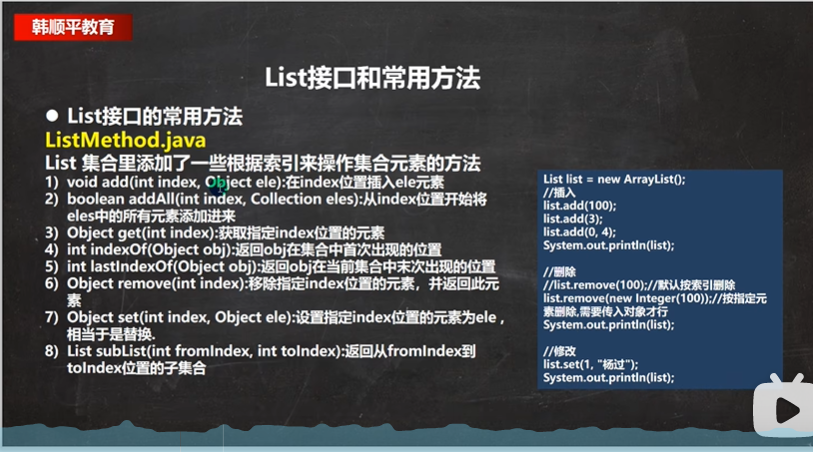 韩顺平教育
List接口和常用方法
● List接口的常用方法
ListMethod.java
List 集合里添加了一些根据索引来操作集合元素的方法
1) void add(int index, Object ele):在index位置插入ele元素
2) boolean addAll(int index, Collection eles):从index位置开始将
eles中的所有元素添加进来
3) Object get(int index):获取指定index位置的元素
4) int indexOf(Object obj):返回obj在集合中首次出现的位置
5) int lastIndexOf(Object obj):返回obj在当前集合中末次出现的位置
6) Object remove(int index):移除指定index位置的元素，并返回此元
素
7) Object set(int index, Object ele):设置指定index位置的元素为ele ,
相当于是替换.
8) List subList(int fromIndex, int toIndex):返回从fromIndex到
toIndex位置的子集合
List list = new ArrayList();
//插入
list.add(100);
list.add(3);
list.add(0, 4);
System.out.println(list);
//删除
//list.remove(100);//默认按索引删除
list.remove(new Integer(100));//按指定元
素删除,需要传入对象才行
System.out.println(list);
//修改
list.set(1, "杨过");
System.out.println(list);